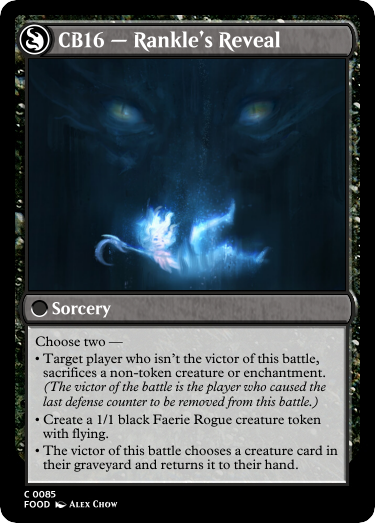 CB16 — Rankle's Reveal
Sorcery
Choose two —
• Target player who isn't the victor of this battle,
sacrifices a non-token creature or enchantment.
(The victor of the battle is the player who caused the
last defense counter to be removed from this battle.)
• Create a 1/1 black Faerie Rogue creature token
with flying.
• The victor of this battle chooses a creature card in
their graveyard and returns it to their hand.
C 0085
FOOD Alex Chow